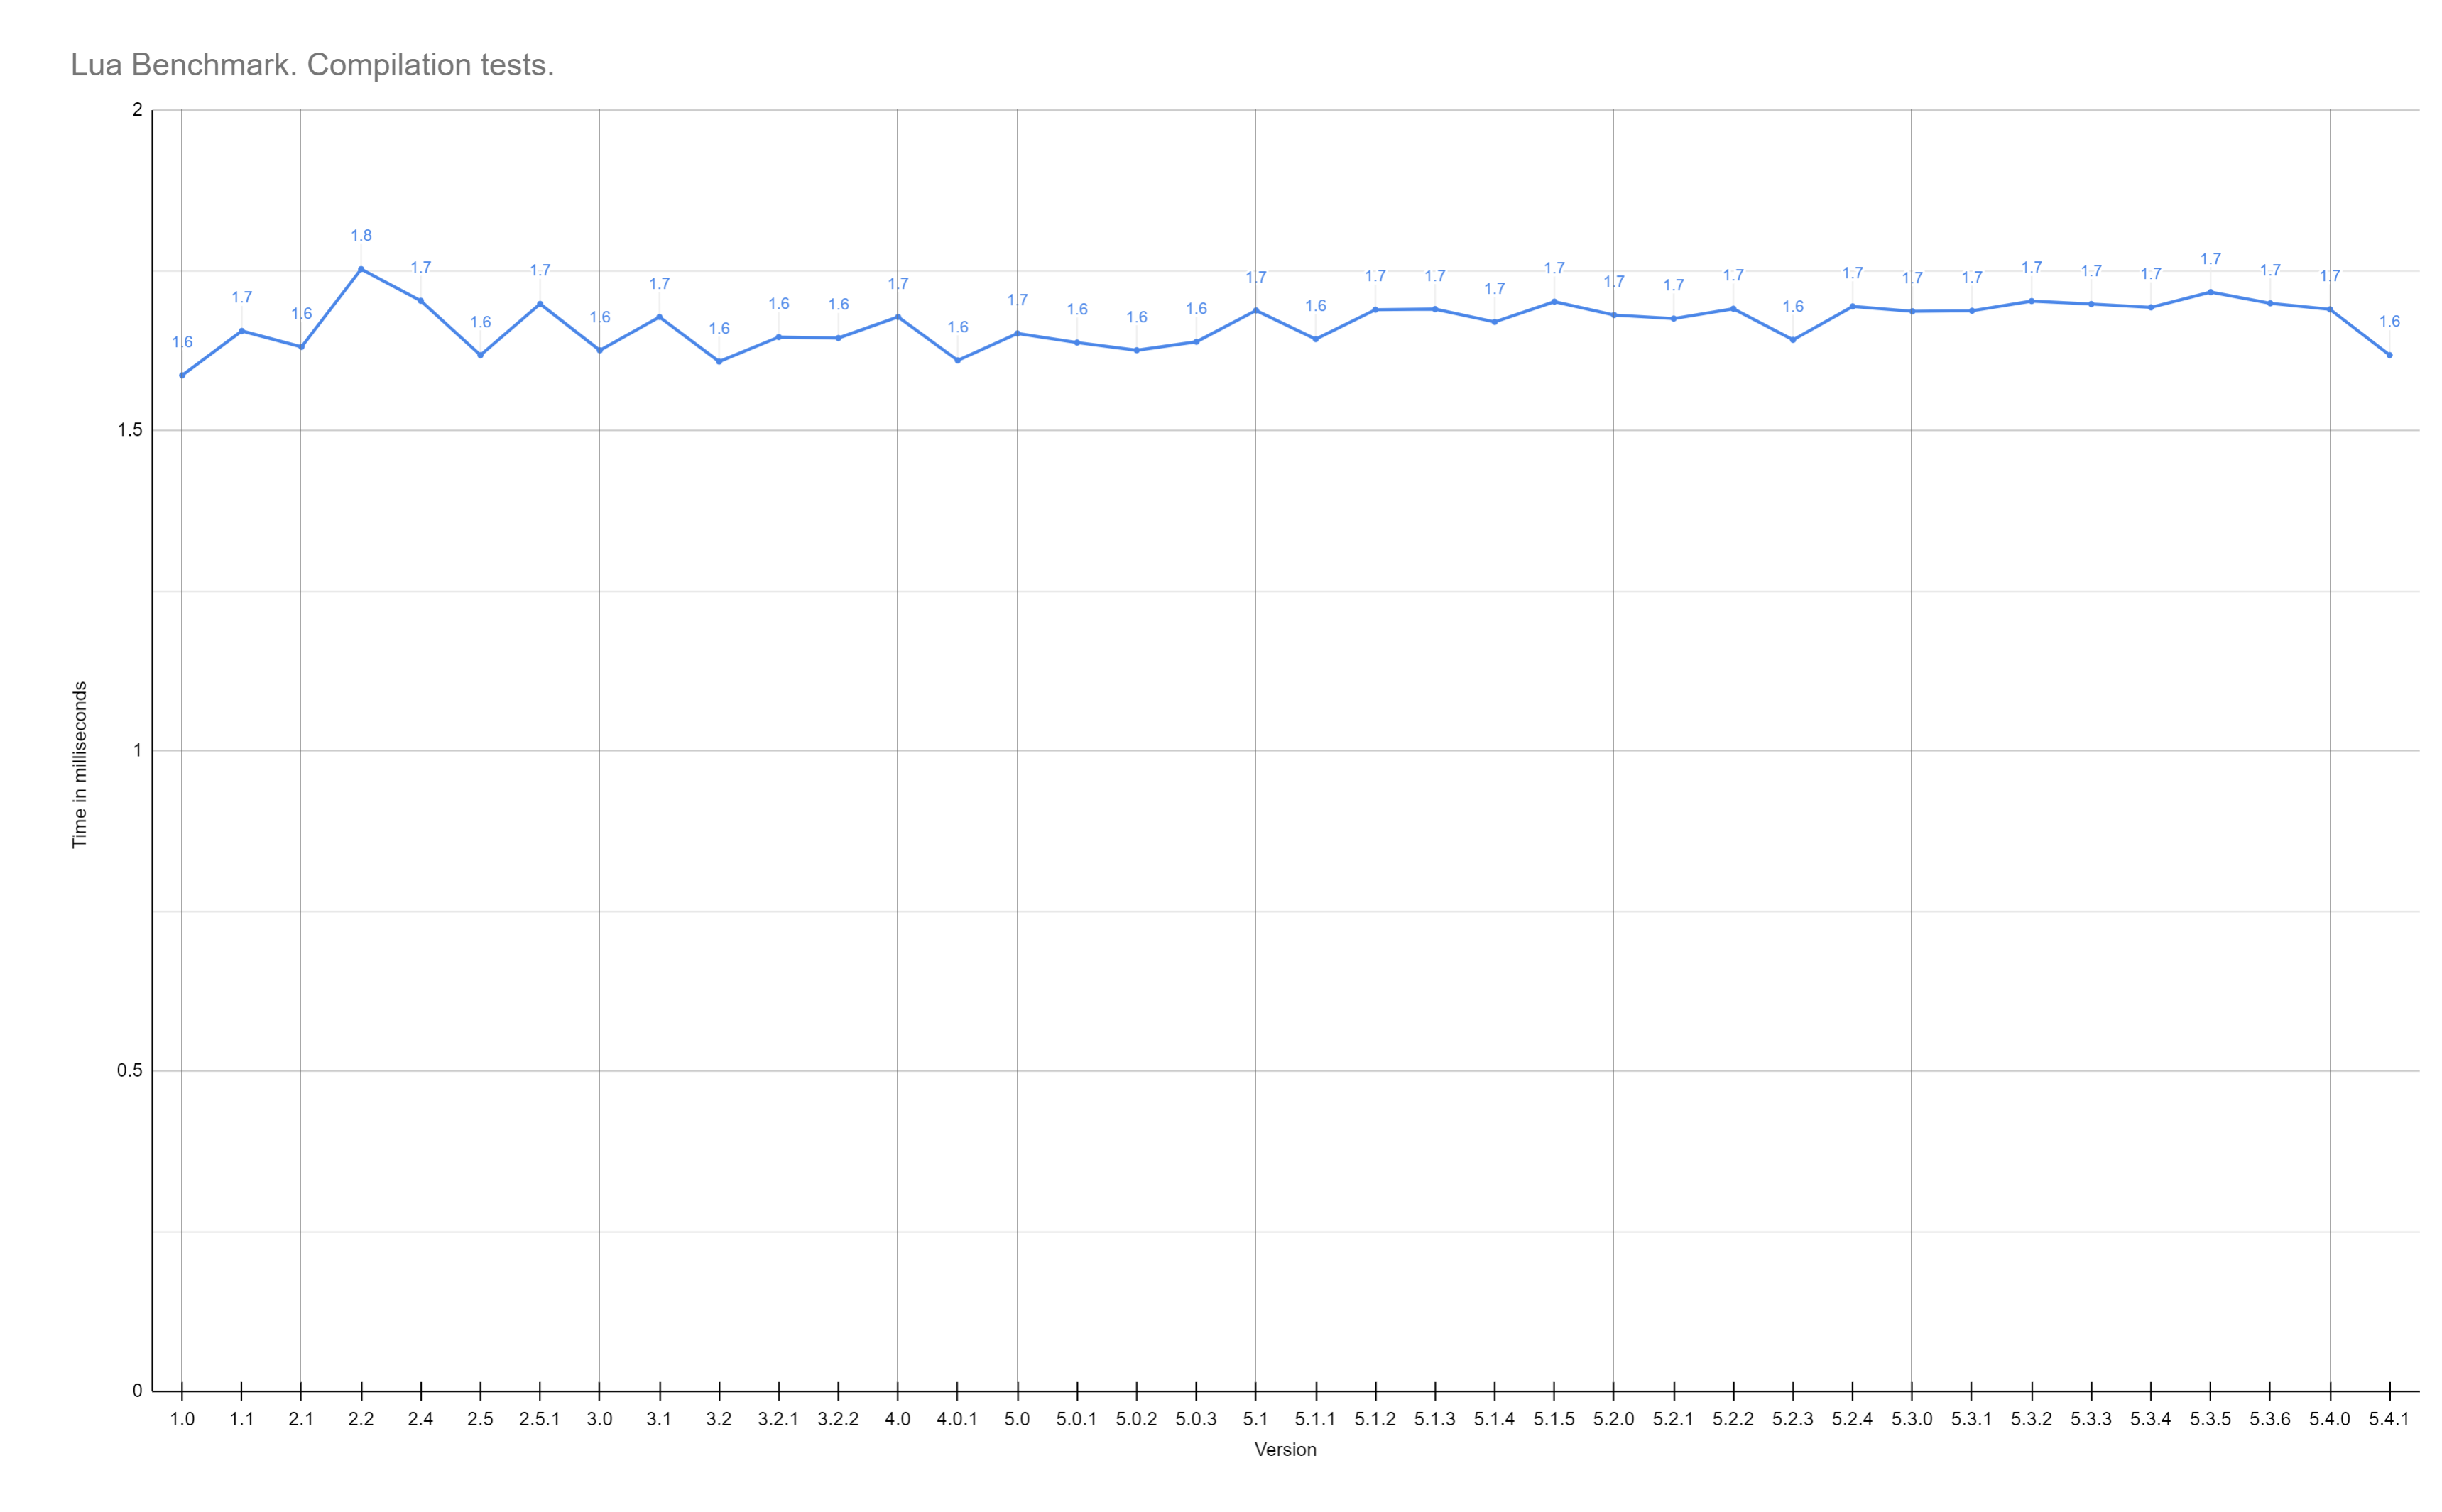 Lua Benchmark. Compilation tests.
2
1.5
1
0.5
0
Time in milliseconds
1.6 1.7 1.6 1.8 1.7 1.6 1.7 1.6 1.7 1.6 1.6 1.6 1.7 1.6 1.7 1.6 1.6 1.6 1.7 1.6 1.7 1.7 1.7 1.7 1.7 1.7 1.7 1.6 1.7 1.7 1.7 1.7 1.7 1.7 1.7 1.7 1.7 1.6
1.0 1.1 2.1 2.2 2.4 2.5 2.5.1 3.0 3.1 3.2 3.2.1 3.2.2 4.0 4.0.1 5.0 5.0.1 5.0.2 5.0.3 5.1 5.1.1 5.1.2 5.1.3 5.1.4 5.1.5 5.2.0 5.2.1 5.2.2 5.2.3 5.2.4 5.3.0 5.3.1 5.3.2 5.3.3 5.3.4 5.3.5 5.3.6 5.4.0 5.4.1
Version